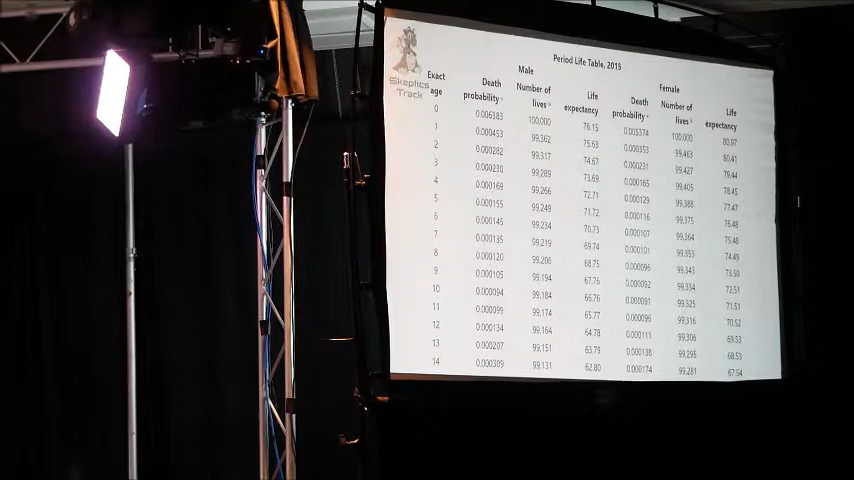 Period Life Table, 2015
Skeptics
Track
Male Female
Exact age Death probability Number of lives Life expectancy Death probability Number of lives Life expectancy
0 0.006383 100,000 76.15 0.005374 100,000 80.97
1 0.000453 99,362 75.63 0.000353 99,463 80.41
2 0.000282 99,317 74.67 0.000231 99,427 79.44
3 0.000230 99,289 73.69 0.000165 99,405 78.45
4 0.000169 99,266 72.71 0.000129 99,388 77.47
5 0.000155 99,249 71.72 0.000116 99,375 76.48
6 0.000145 99,234 70.73 0.000107 99,364 75.48
7 0.000135 99,219 69.74 0.000101 99,353 74.49
8 0.000120 99,206 68.75 0.000096 99,343 73.50
9 0.000105 99,194 67.76 0.000092 99,334 72.51
10 0.000094 99,184 66.76 0.000091 99,325 71.51
11 0.000099 99,174 65.77 0.000096 99,316 70.52
12 0.000134 99,164 64.78 0.000111 99,306 69.53
13 0.000207 99,151 63.79 0.000138 99,295 68.53
14 0.000309 99,131 62.80 0.000174 99,281 67.54